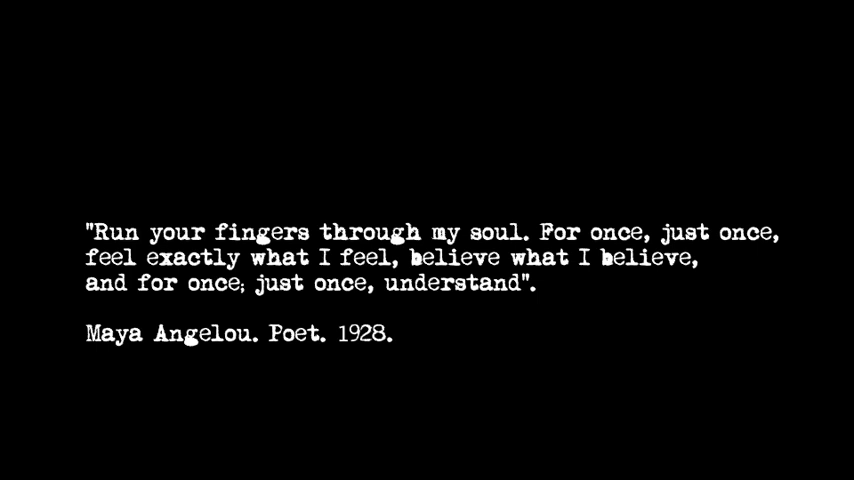 "Run your fingers through my soul. For once, just once,
feel exactly what I feel, believe what I believe,
and for once; just once, understand".
Maya Angelou. Poet. 1928.